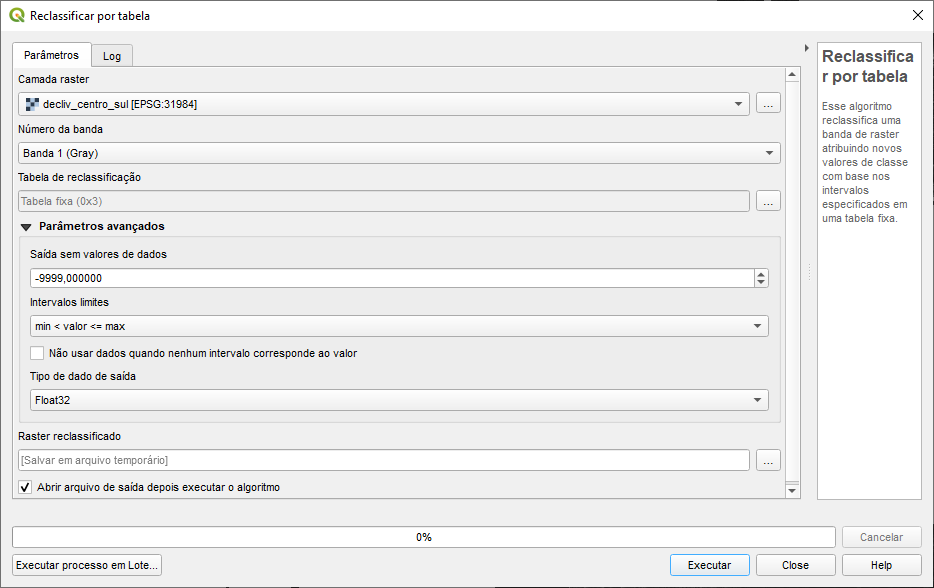 Reclassificar por tabela
Parâmetros
Log
Camada raster
decliv_centro_sul [EPSG:31984]
...
Número da banda
Banda 1 (Gray)
Tabela de reclassificação
Tabela fixa (0x3)
...
Parâmetros avançados
Saída sem valores de dados
-9999,000000
Intervalos limites
min < valor <= max
Não usar dados quando nenhum intervalo corresponde ao valor
Tipo de dado de saída
Float32
Raster reclassificado
[Salvar em arquivo temporário]
...
Abrir arquivo de saída depois executar o algoritmo
Reclassifica
r por tabela
Esse algoritmo
reclassifica uma
banda de raster
atribuindo novos
valores de classe
com base nos
intervalos
especificados em
uma tabela fixa.
0%
Cancelar
Executar processo em Lote...
Executar
Close
Help